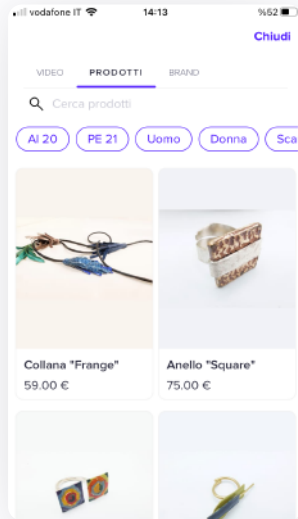 vodafone IT 14:13 %52
Chiudi
VIDEO PRODOTTI BRAND
Cerca prodotti
AI 20 PE 21 Uomo Donna Sca
Collana "Frange" Anello "Square"
59.00 € 75.00 €